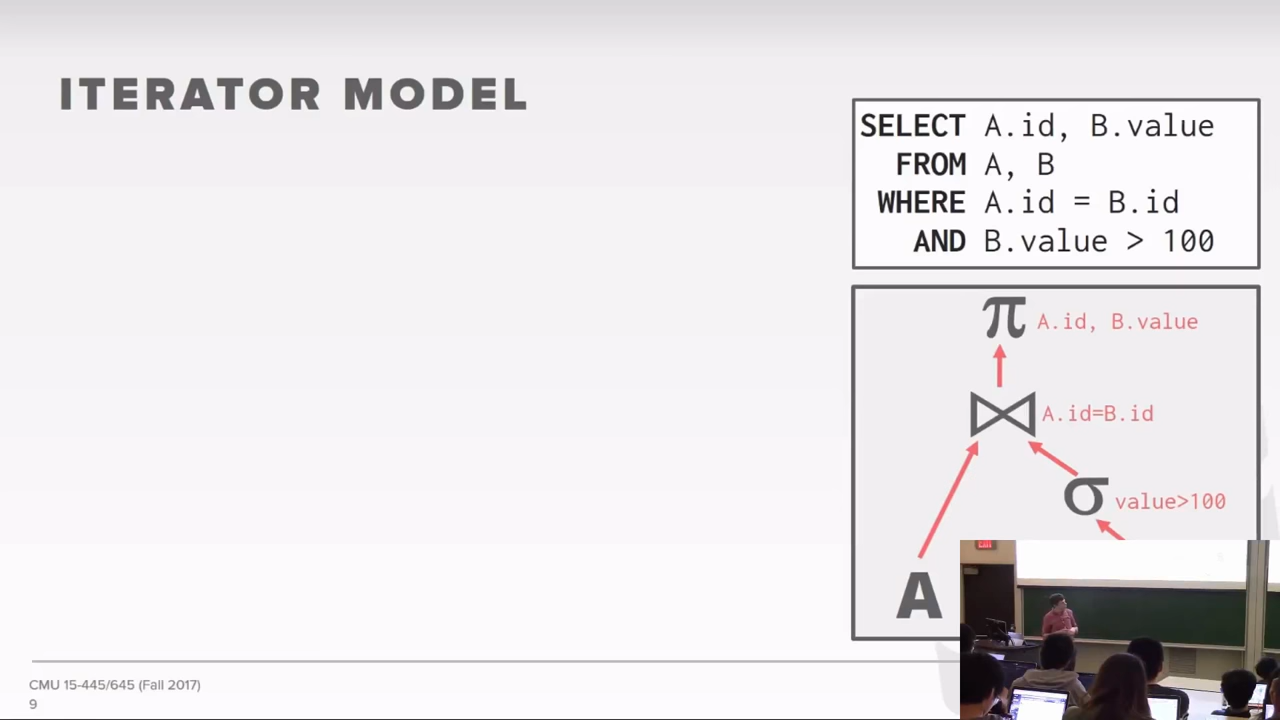 ITERATOR MODEL
SELECT A.id, B.value
FROM A, B
WHERE A.id = B.id
AND B.value > 100
π A.id, B.value
⋈ A.id=B.id
σ value>100
A
EXIT
CMU 15-445/645 (Fall 2017)
9